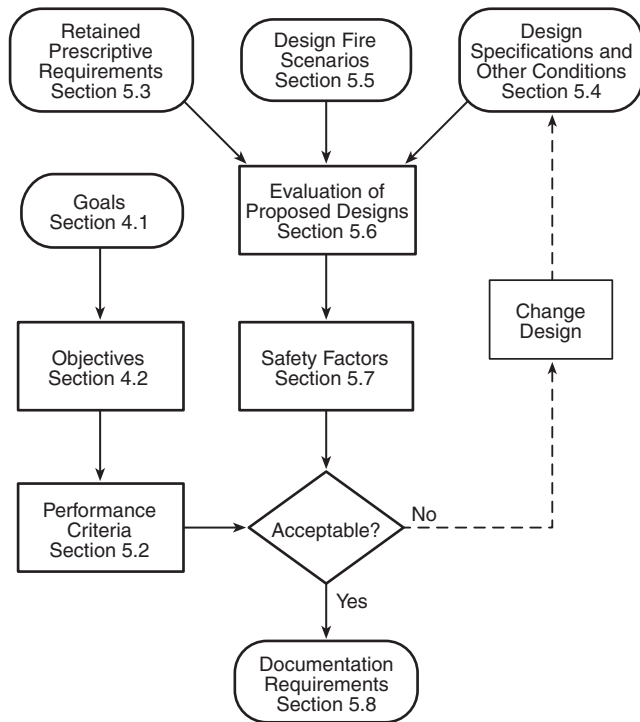 Retained
Prescriptive
Requirements
Section 5.3
Design Fire
Scenarios
Section 5.5
Design
Specifications and
Other Conditions
Section 5.4
Goals
Section 4.1
Evaluation of
Proposed Designs
Section 5.6
Change
Design
Objectives
Section 4.2
Safety Factors
Section 5.7
Performance
Criteria
Section 5.2
Acceptable?
No
Yes
Documentation
Requirements
Section 5.8